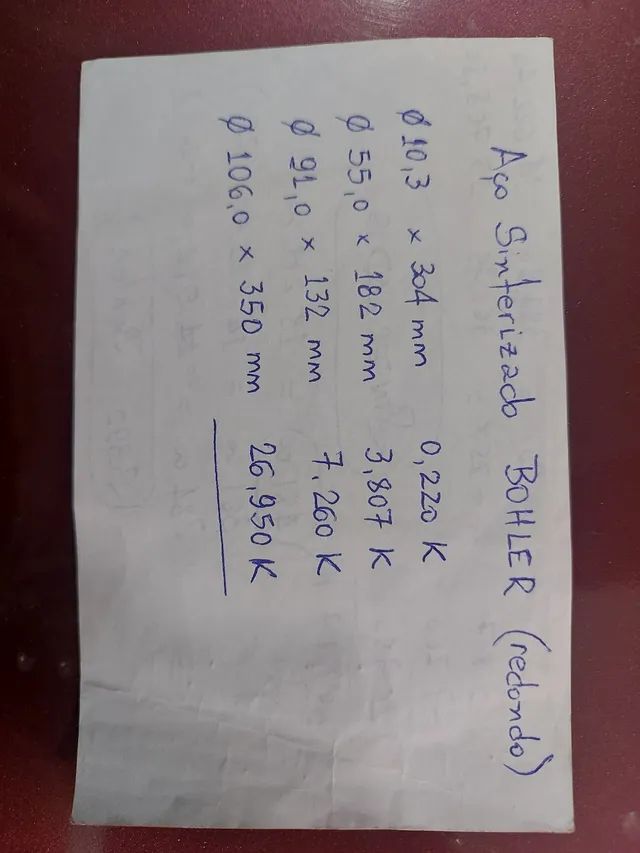 Aço Sinterizado BOHLER (redondo)
Ø 10,3 x 304 mm 0,220 K
Ø 55,0 x 182 mm 3,807 K
Ø 91,0 x 132 mm 7.260 K
Ø 106,0 x 350 mm 26,950 K